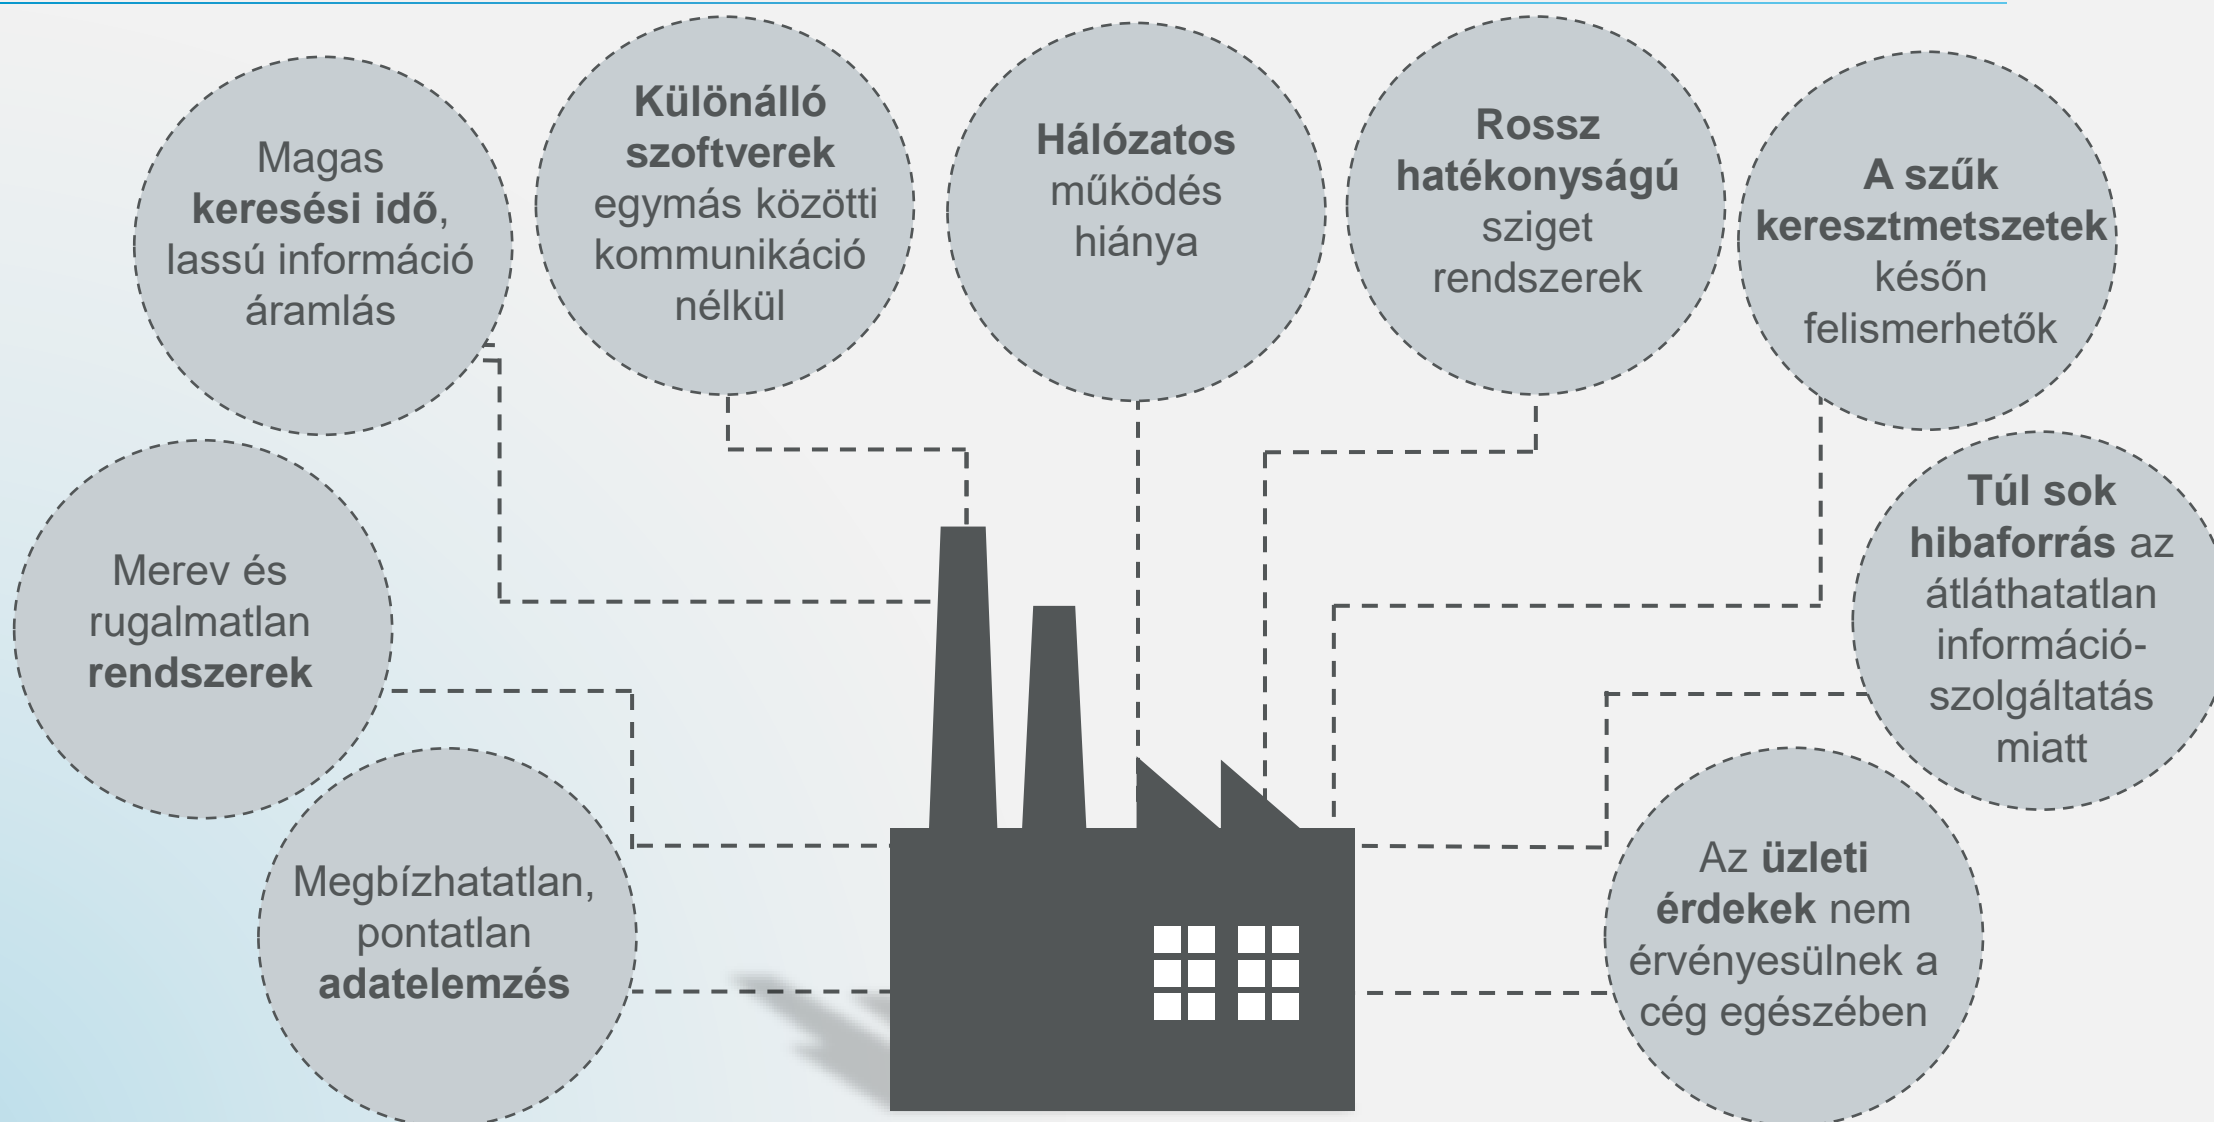 Magas
keresési idő,
lassú információ
áramlás
Különálló
szoftverek
egymás közötti
kommunikáció
nélkül
Hálózatos
működés
hiánya
Rossz
hatékonyságú
sziget
rendszerek
A szűk
keresztmetszetek
későn
felismerhetők
Merev és
rugalmatlan
rendszerek
Túl sok
hibaforrás az
átláthatatlan
információ-
szolgáltatás
miatt
Megbízhatatlan,
pontatlan
adatelemzés
Az üzleti
érdekek nem
érvényesülnek a
cég egészében